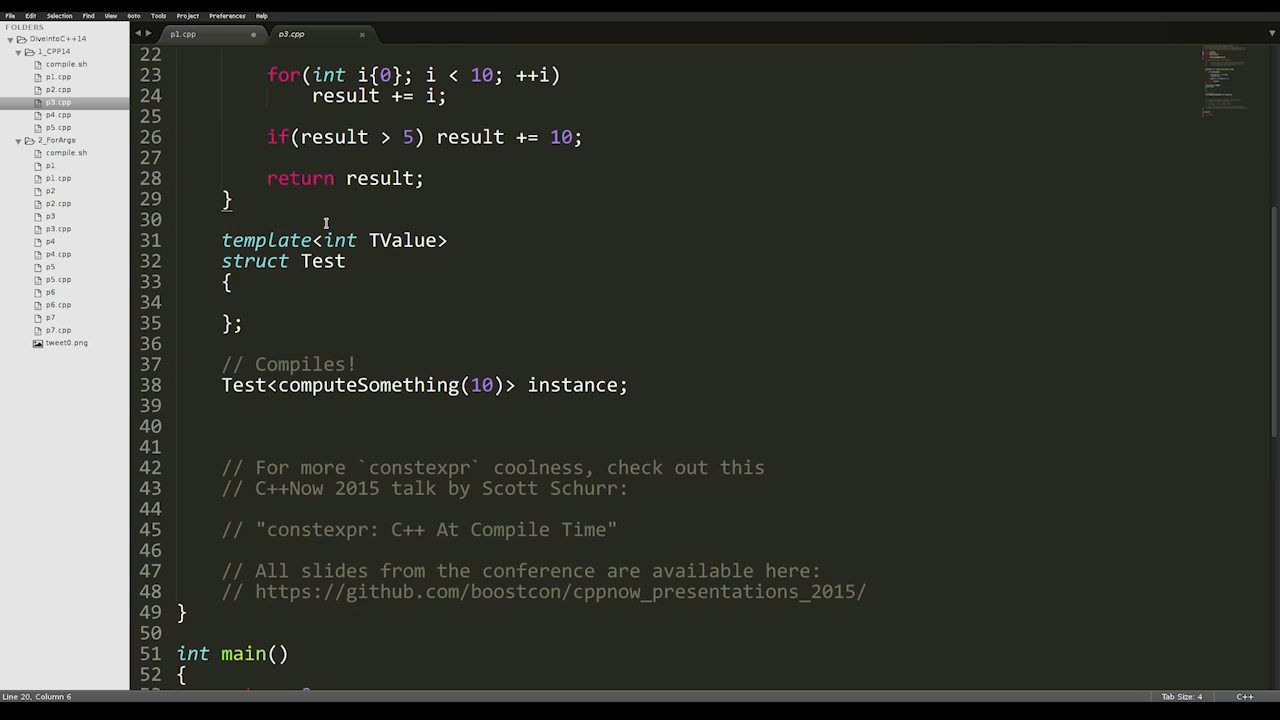 File Edit Selection Find View Goto Tools Project Preferences Help
FOLDERS
DiveIntoC++14
1_CPP14
compile.sh
p1.cpp
p2.cpp
p3.cpp
p4.cpp
p5.cpp
2_ForArgs
compile.sh
p1
p1.cpp
p2
p2.cpp
p3
p3.cpp
p4
p4.cpp
p5
p5.cpp
p6
p6.cpp
p7
p7.cpp
tweet0.png
p1.cpp p3.cpp
22
23 for(int i{0}; i < 10; ++i)
24 result += i;
25
26 if(result > 5) result += 10;
27
28 return result;
29 }
30
31 template<int TValue>
32 struct Test
33 {
34
35 };
36
37 // Compiles!
38 Test<computeSomething(10)> instance;
39
40
41
42 // For more `constexpr` coolness, check out this
43 // C++Now 2015 talk by Scott Schurr:
44
45 // "constexpr: C++ At Compile Time"
46
47 // All slides from the conference are available here:
48 // https://github.com/boostcon/cppnow_presentations_2015/
49 }
50
51 int main()
52 {
Line 20, Column 6 Tab Size: 4 C++